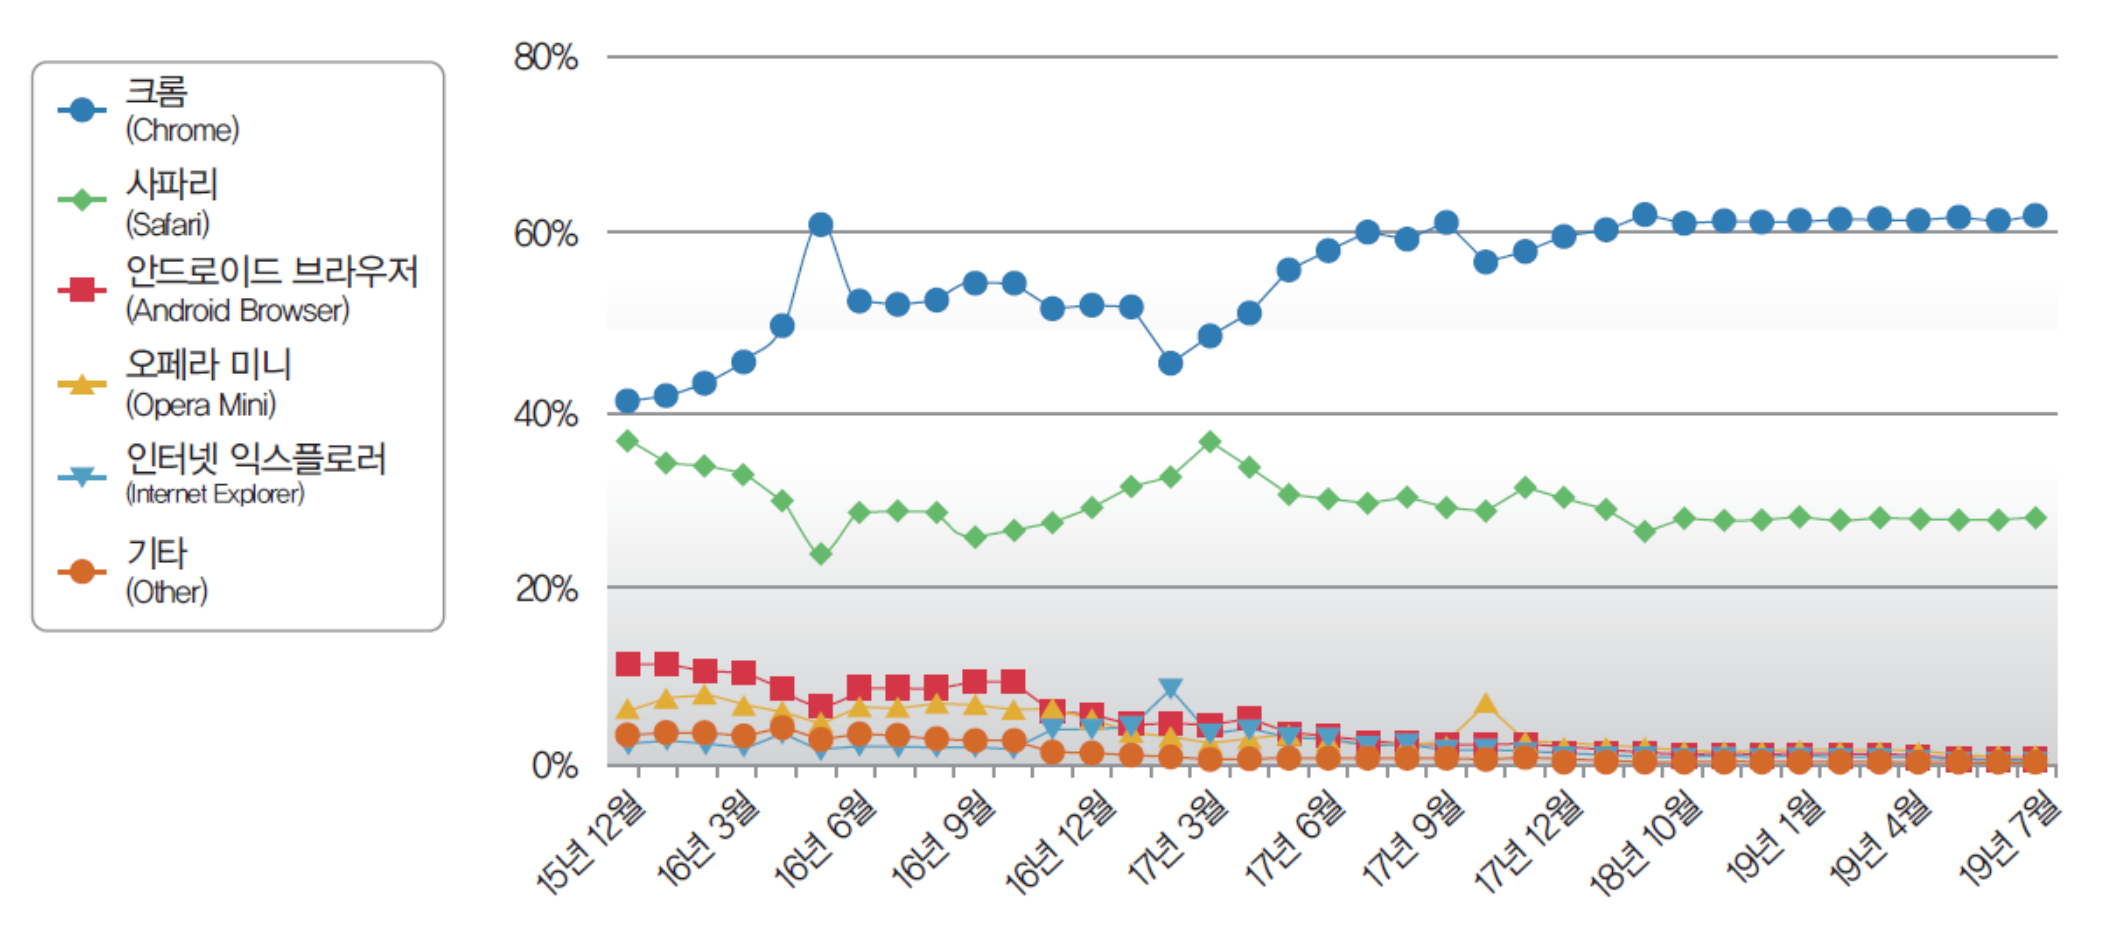 크롬
(Chrome)
사파리
(Safari)
안드로이드 브라우저
(Android Browser)
오페라 미니
(Opera Mini)
인터넷 익스플로러
(Internet Explorer)
기타
(Other)
80%
60%
40%
20%
0%
15년 12월
16년 3월
16년 6월
16년 9월
16년 12월
17년 3월
17년 6월
17년 9월
17년 12월
18년 10월
19년 1월
19년 4월
19년 7월